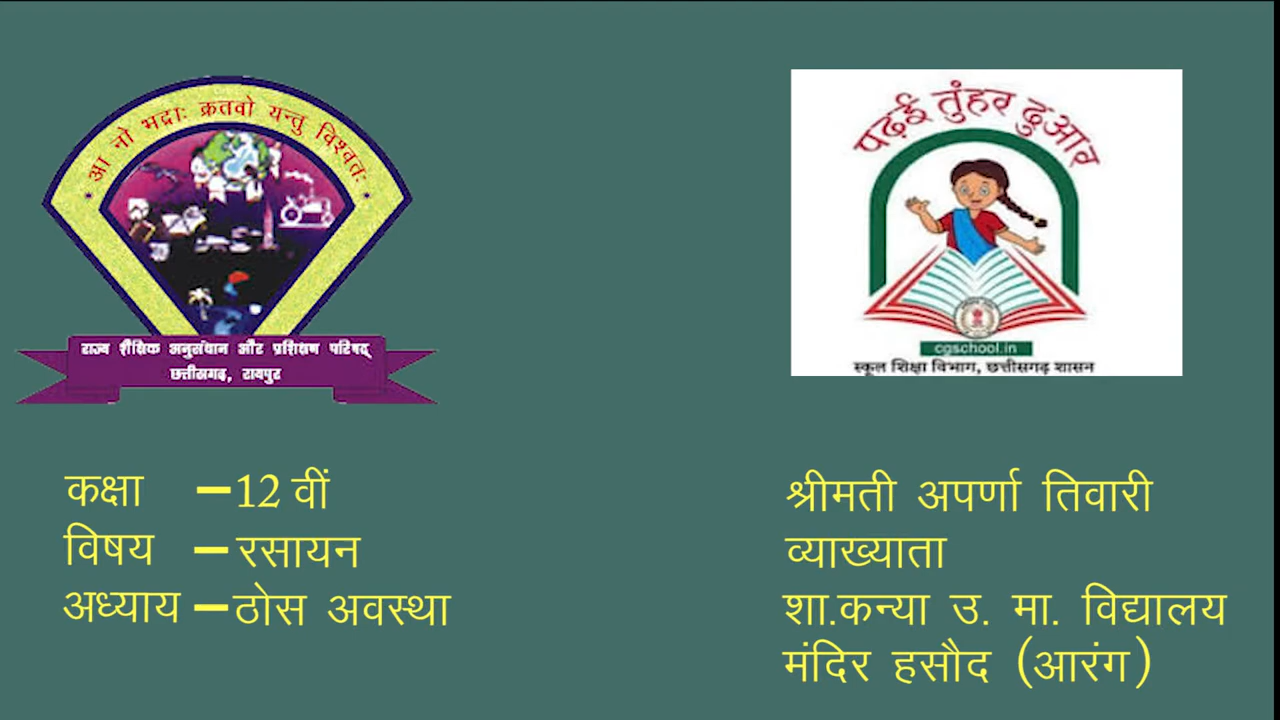 आ नो भद्राः क्रतवो यन्तु विश्वतः
राज्य शैक्षिक अनुसंधान और प्रशिक्षण परिषद्
छत्तीसगढ़, रायपुर
पढ़ई तुंहर दुआर
cgschool.in
स्कूल शिक्षा विभाग, छत्तीसगढ़ शासन
कक्षा –12 वीं
विषय –रसायन
अध्याय –ठोस अवस्था
श्रीमती अपर्णा तिवारी
व्याख्याता
शा.कन्या उ. मा. विद्यालय
मंदिर हसौद (आरंग)